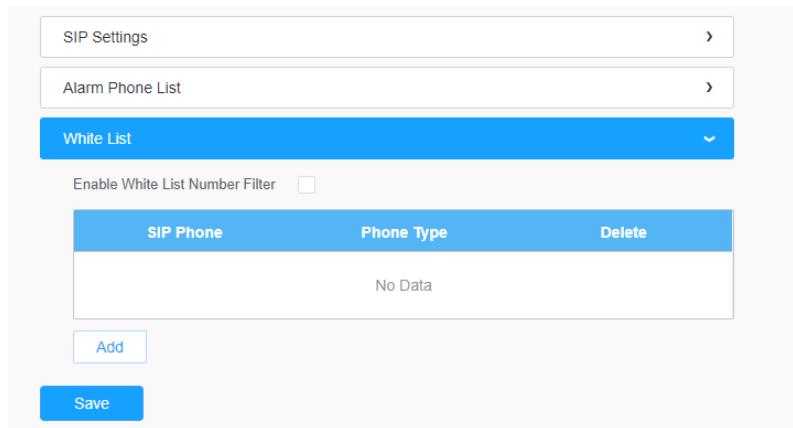 SIP Settings
Alarm Phone List
White List
Enable White List Number Filter
SIP Phone Phone Type Delete
No Data
Add
Save